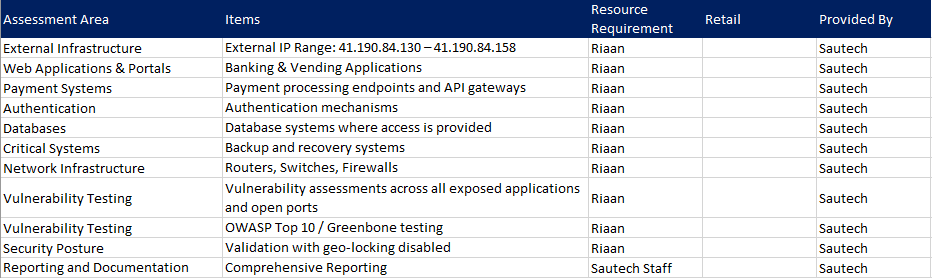 Assessment Area Items Resource Requirement Retail Provided By
External Infrastructure External IP Range: 41.190.84.130 – 41.190.84.158 Riaan Sautech
Web Applications & Portals Banking & Vending Applications Riaan Sautech
Payment Systems Payment processing endpoints and API gateways Riaan Sautech
Authentication Authentication mechanisms Riaan Sautech
Databases Database systems where access is provided Riaan Sautech
Critical Systems Backup and recovery systems Riaan Sautech
Network Infrastructure Routers, Switches, Firewalls Riaan Sautech
Vulnerability Testing Vulnerability assessments across all exposed applications and open ports Riaan Sautech
Vulnerability Testing OWASP Top 10 / Greenbone testing Riaan Sautech
Security Posture Validation with geo-locking disabled Riaan Sautech
Reporting and Documentation Comprehensive Reporting Sautech Staff Sautech